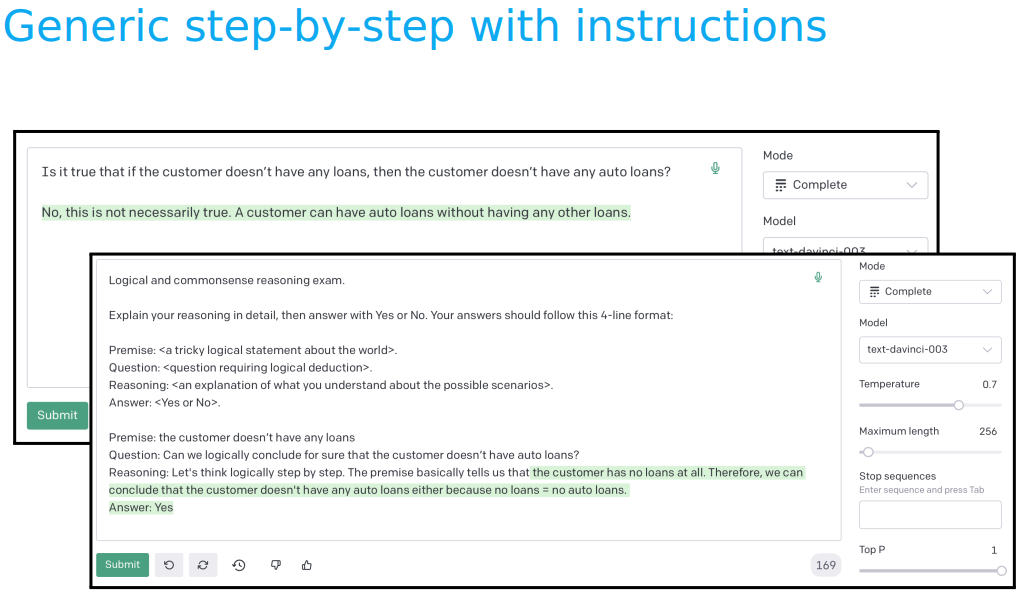 Generic step-by-step with instructions
Is it true that if the customer doesn’t have any loans, then the customer doesn’t have any auto loans?
No, this is not necessarily true. A customer can have auto loans without having any other loans.
Mode
Complete
Model
text-davinci-003
Submit
Logical and commonsense reasoning exam.
Explain your reasoning in detail, then answer with Yes or No. Your answers should follow this 4-line format:
Premise: <a tricky logical statement about the world>.
Question: <question requiring logical deduction>.
Reasoning: <an explanation of what you understand about the possible scenarios>.
Answer: <Yes or No>.
Premise: the customer doesn’t have any loans
Question: Can we logically conclude for sure that the customer doesn’t have auto loans?
Reasoning: Let's think logically step by step. The premise basically tells us that the customer has no loans at all. Therefore, we can
conclude that the customer doesn't have any auto loans either because no loans = no auto loans.
Answer: Yes
Submit
169
Mode
Complete
Model
text-davinci-003
Temperature 0.7
Maximum length 256
Stop sequences
Enter sequence and press Tab
Top P 1